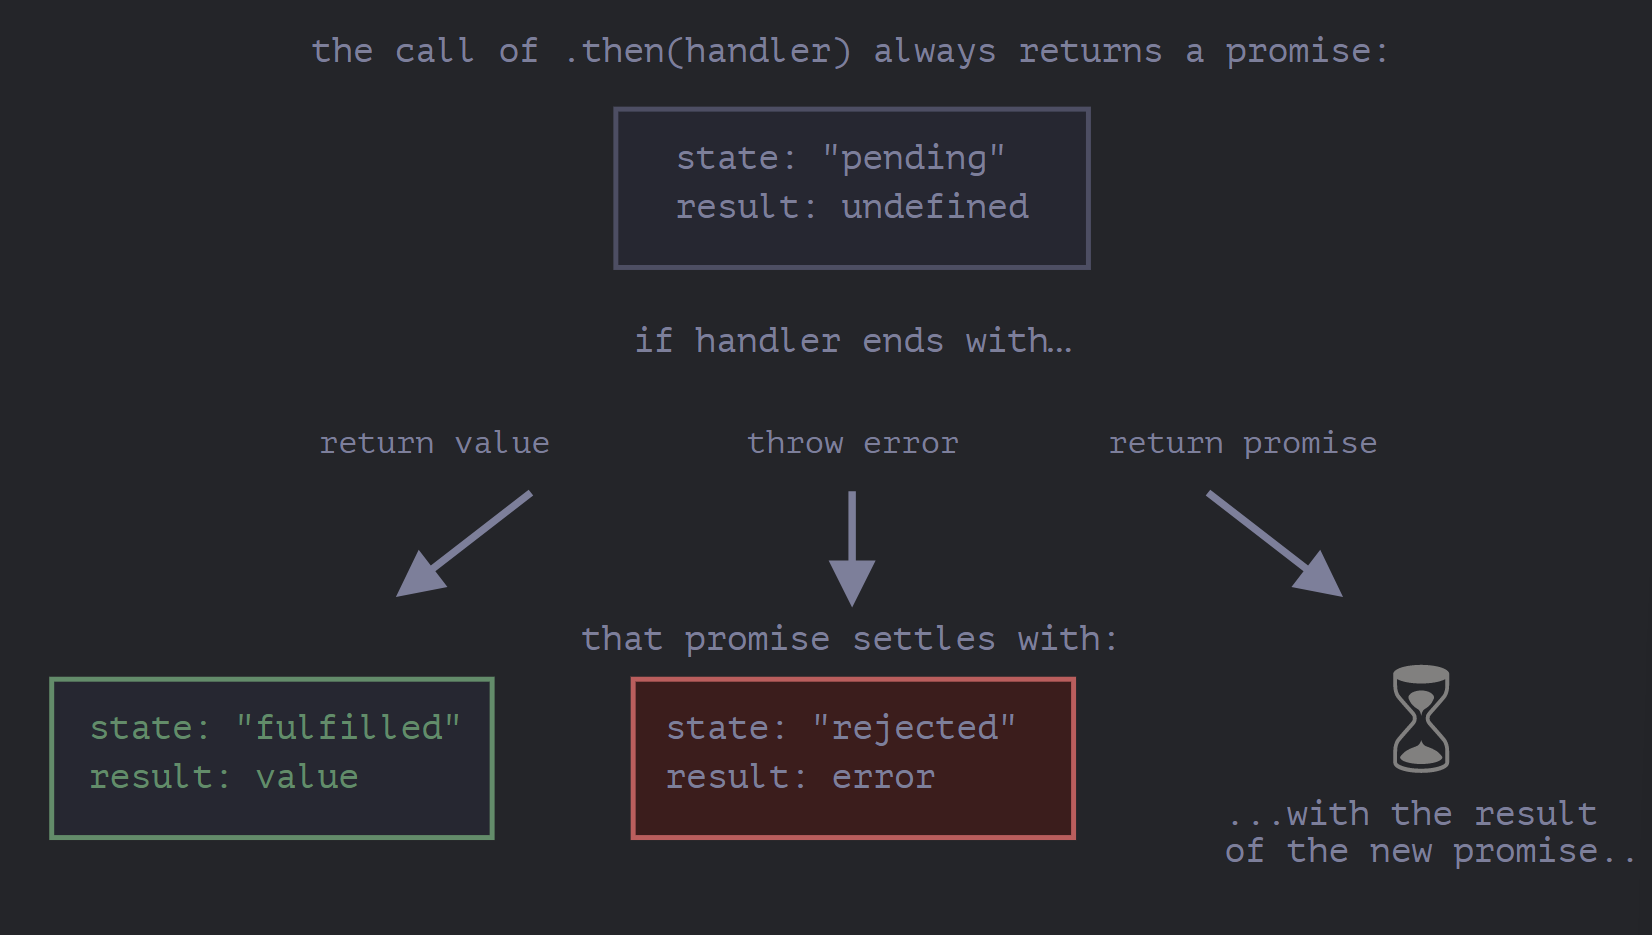 the call of .then(handler) always returns a promise:
state: "pending"
result: undefined
if handler ends with…
return value
throw error
return promise
that promise settles with:
state: "fulfilled"
result: value
state: "rejected"
result: error
...with the result
of the new promise..